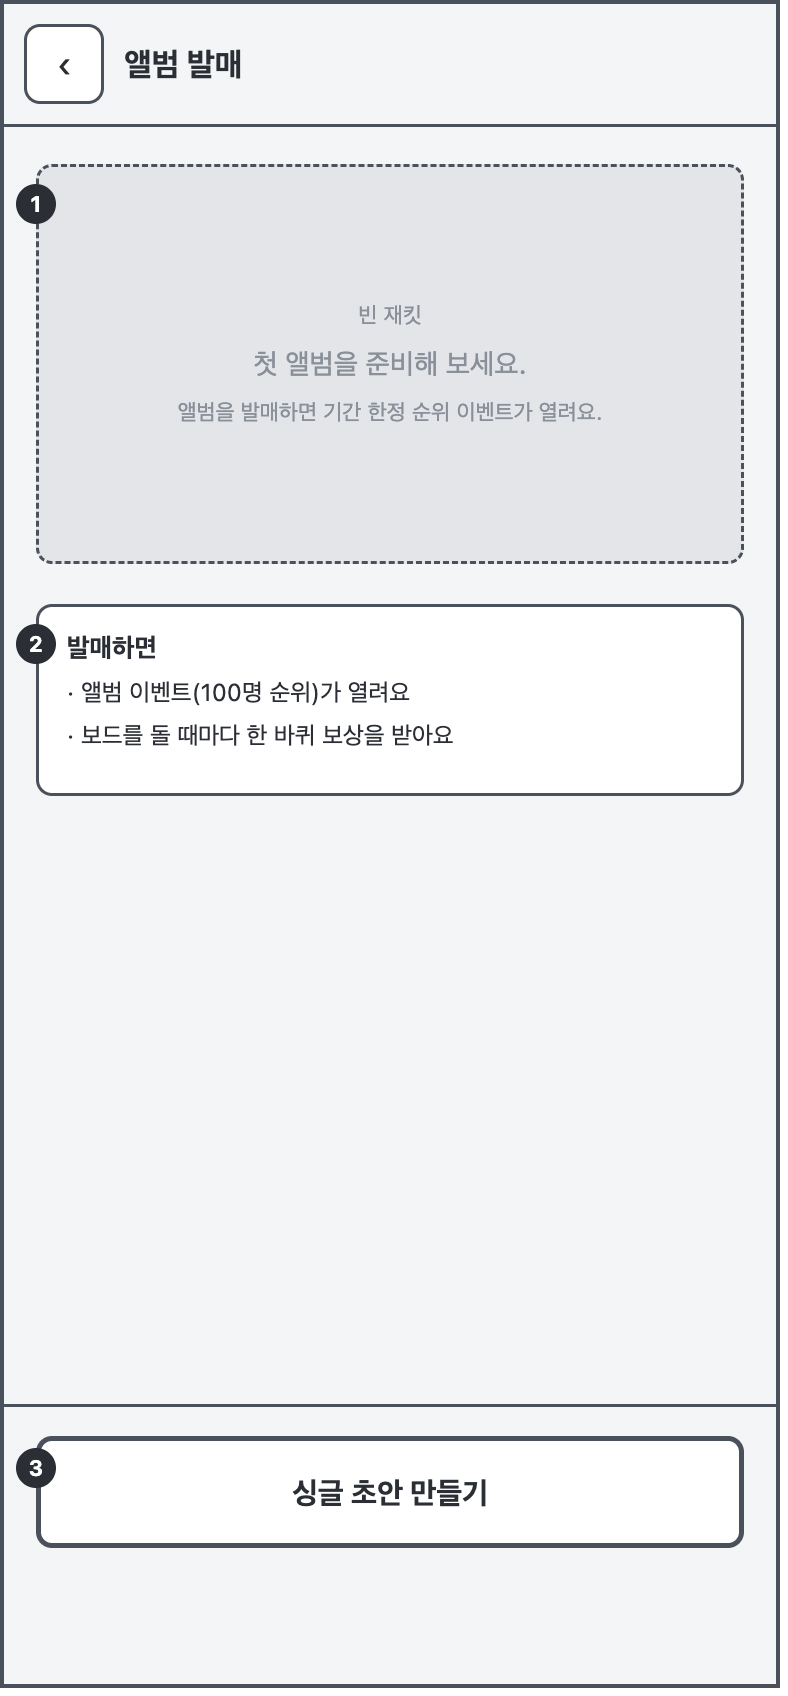 ‹ 앨범 발매
1
빈 재킷
첫 앨범을 준비해 보세요.
앨범을 발매하면 기간 한정 순위 이벤트가 열려요.
2 발매하면
· 앨범 이벤트(100명 순위)가 열려요
· 보드를 돌 때마다 한 바퀴 보상을 받아요
3
싱글 초안 만들기